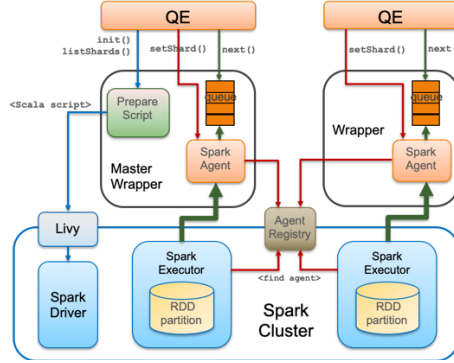 QE
QE
init()
listShards()
setShard()
next()
setShard()
next()
<Scala script>
Prepare
Script
queue
queue
Master
Wrapper
Spark
Agent
Wrapper
Spark
Agent
Livy
Agent
Registry
Spark
Driver
Spark
Executor
RDD
partition
<find agent>
Spark
Cluster
Spark
Executor
RDD
partition